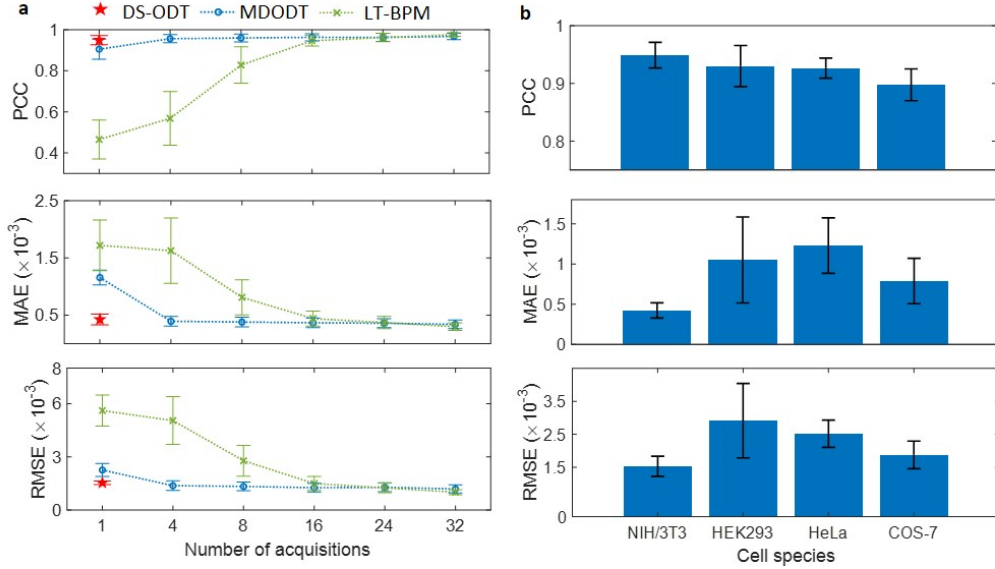 a
DS-ODT MDODT LT-BPM
1
0.8
0.6
0.4
PCC
2.5
1.5
0.5
MAE (× 10⁻³)
6
3
0
RMSE (× 10⁻³)
1 4 8 16 24 32
Number of acquisitions
b
1
0.9
0.8
PCC
1.5
1
0.5
0
MAE (× 10⁻³)
3.5
2.5
1.5
0
RMSE (× 10⁻³)
NIH/3T3 HEK293 HeLa COS-7
Cell species